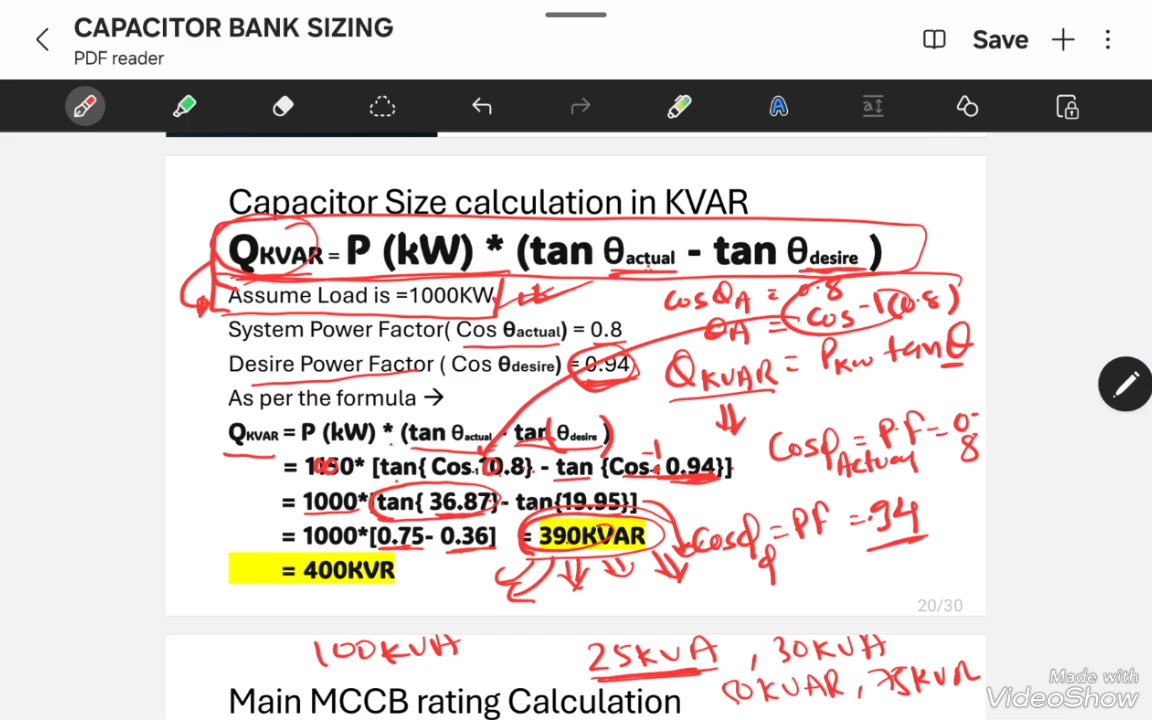 CAPACITOR BANK SIZING
PDF reader
Save
Capacitor Size calculation in KVAR
QKVAR = P (kW) * (tan θactual - tan θdesire )
Assume Load is =1000KW
System Power Factor( Cos θactual) = 0.8
Desire Power Factor ( Cos θdesire) = 0.94
As per the formula →
QKVAR = P (kW) * (tan θactual - tan θdesire )
= 1000* [tan{ Cos-1 0.8} - tan {Cos-1 0.94}]
= 1000*[tan{ 36.87}- tan{19.95}]
= 1000*[0.75- 0.36] = 390KVAR
= 400KVR
cosθA = 0.8
θA = cos-1(0.8)
QKVAR = PKW tanθ
Cosφ Actual = P.F = 0.8
Cosφ = PF = .94
20/30
100KVA
25KVA , 30KVA
50KVAR, 75KVR
Main MCCB rating Calculation
Made with
VideoShow